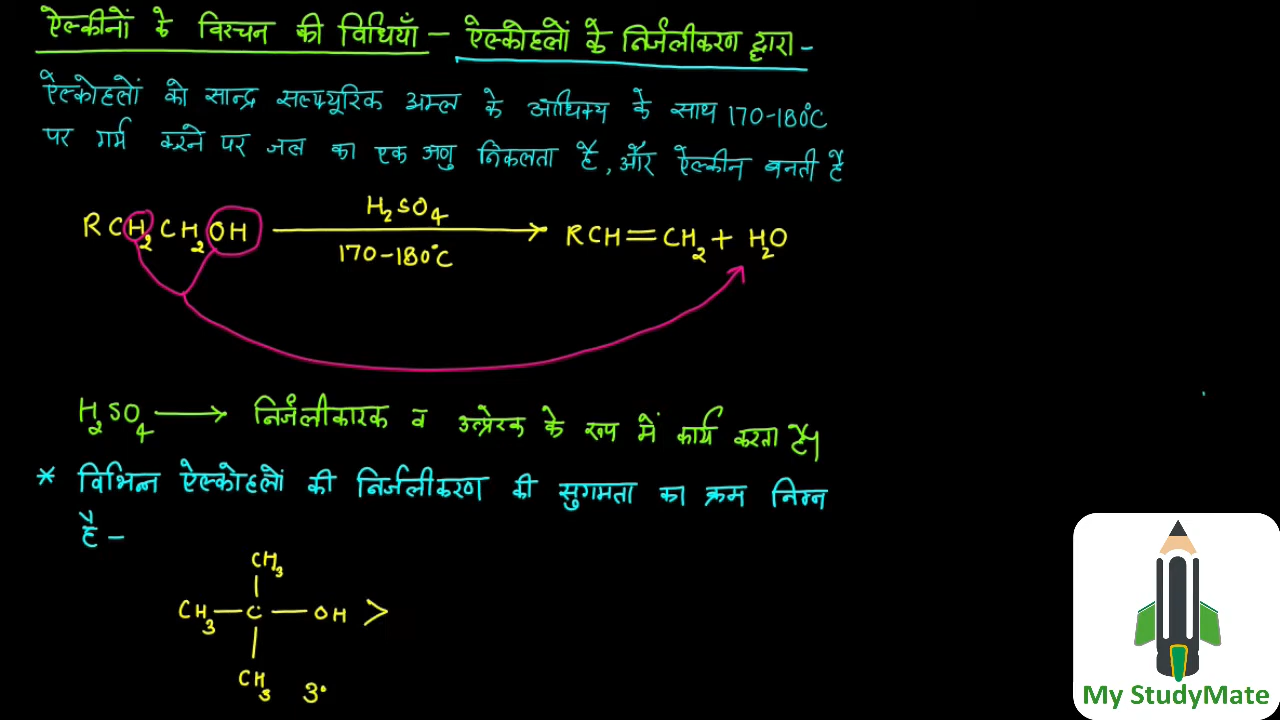 ऐल्कीनों के विरचन की विधियाँ - ऐल्कोहलों के निर्जलीकरण द्वारा -
ऐल्कोहलों को सान्द्र सल्फ्यूरिक अम्ल के आधिक्य के साथ 170-180°C
पर गर्म करने पर जल का एक अणु निकलता है, और ऐल्कीन बनती है
RCH₂CH₂OH H₂SO₄ 170-180°C RCH=CH₂ + H₂O
H₂SO₄ → निर्जलीकारक व उत्प्रेरक के रूप में कार्य करता है।
* विभिन्न ऐल्कोहलों की निर्जलीकरण की सुगमता का क्रम निम्न
है -
CH₃
CH₃-C-OH >
CH₃ 3°
My StudyMate